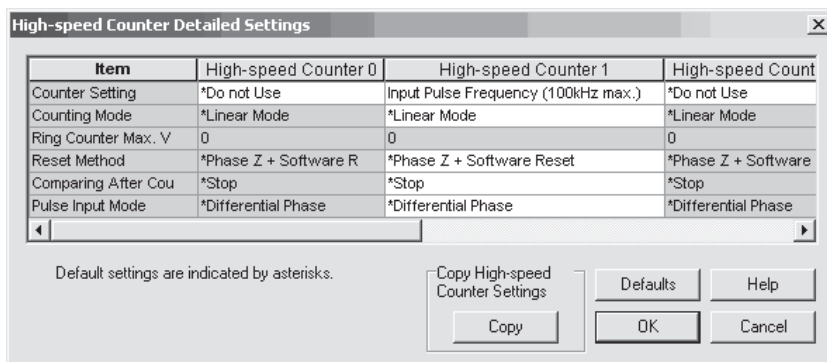 High-speed Counter Detailed Settings
Item High-speed Counter 0 High-speed Counter 1 High-speed Count
Counter Setting *Do not Use Input Pulse Frequency (100kHz max.) *Do not Use
Counting Mode *Linear Mode *Linear Mode *Linear Mode
Ring Counter Max. V 0 0 0
Reset Method *Phase Z + Software R *Phase Z + Software Reset *Phase Z + Software
Comparing After Cou *Stop *Stop *Stop
Pulse Input Mode *Differential Phase *Differential Phase *Differential Phase
Default settings are indicated by asterisks.
Copy High-speed
Counter Settings
Copy
Defaults Help
OK Cancel